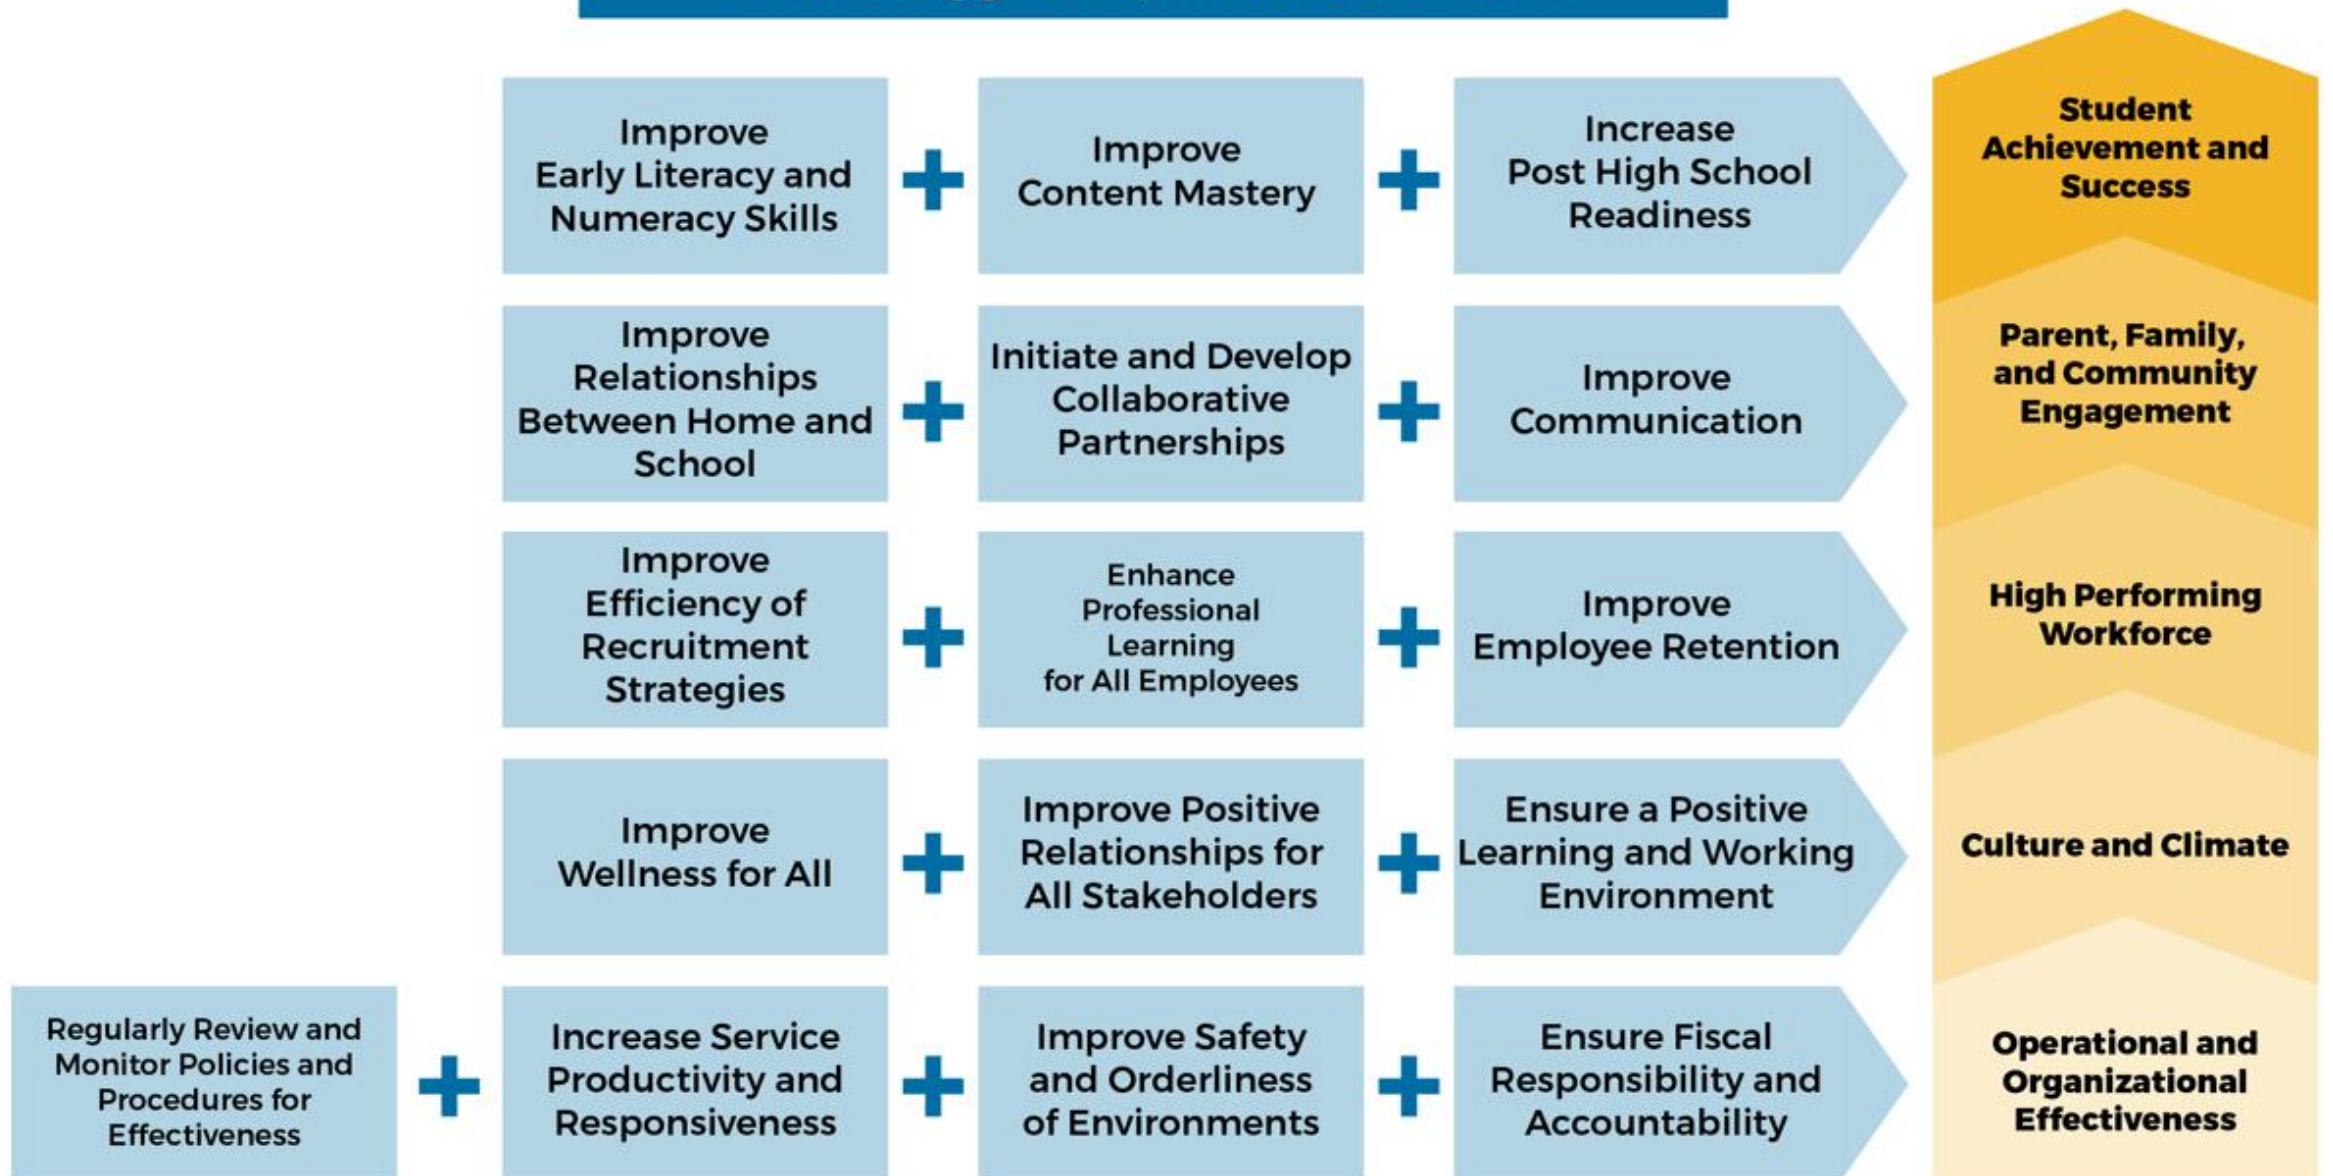 Improve
Early Literacy and
Numeracy Skills
Improve
Content Mastery
Increase
Post High School
Readiness
Student
Achievement and
Success
Improve
Relationships
Between Home and
School
Initiate and Develop
Collaborative
Partnerships
Improve
Communication
Parent, Family,
and Community
Engagement
Improve
Efficiency of
Recruitment
Strategies
Enhance
Professional
Learning
for All Employees
Improve
Employee Retention
High Performing
Workforce
Improve
Wellness for All
Improve Positive
Relationships for
All Stakeholders
Ensure a Positive
Learning and Working
Environment
Culture and Climate
Regularly Review and
Monitor Policies and
Procedures for
Effectiveness
Increase Service
Productivity and
Responsiveness
Improve Safety
and Orderliness
of Environments
Ensure Fiscal
Responsibility and
Accountability
Operational and
Organizational
Effectiveness